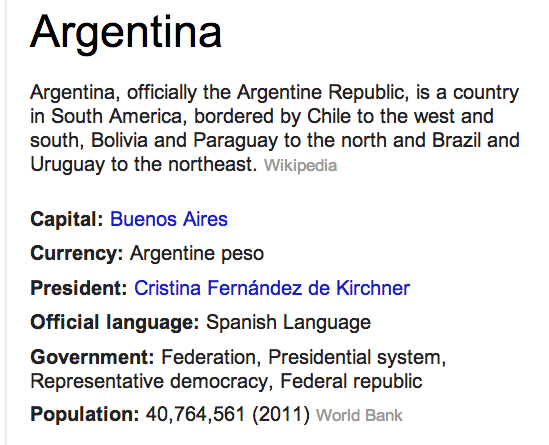 Argentina
Argentina, officially the Argentine Republic, is a country
in South America, bordered by Chile to the west and
south, Bolivia and Paraguay to the north and Brazil and
Uruguay to the northeast. Wikipedia
Capital: Buenos Aires
Currency: Argentine peso
President: Cristina Fernández de Kirchner
Official language: Spanish Language
Government: Federation, Presidential system,
Representative democracy, Federal republic
Population: 40,764,561 (2011) World Bank